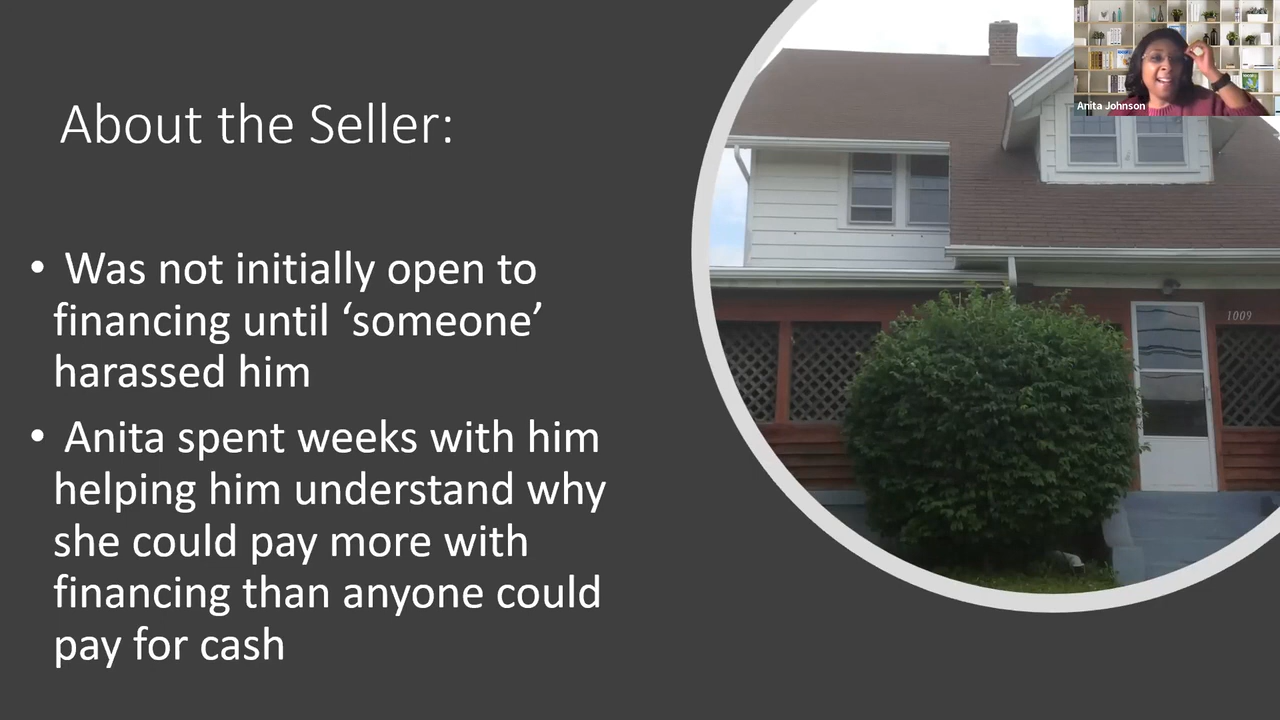 About the Seller:
• Was not initially open to
financing until ‘someone’
harassed him
• Anita spent weeks with him
helping him understand why
she could pay more with
financing than anyone could
pay for cash
Anita Johnson
1009